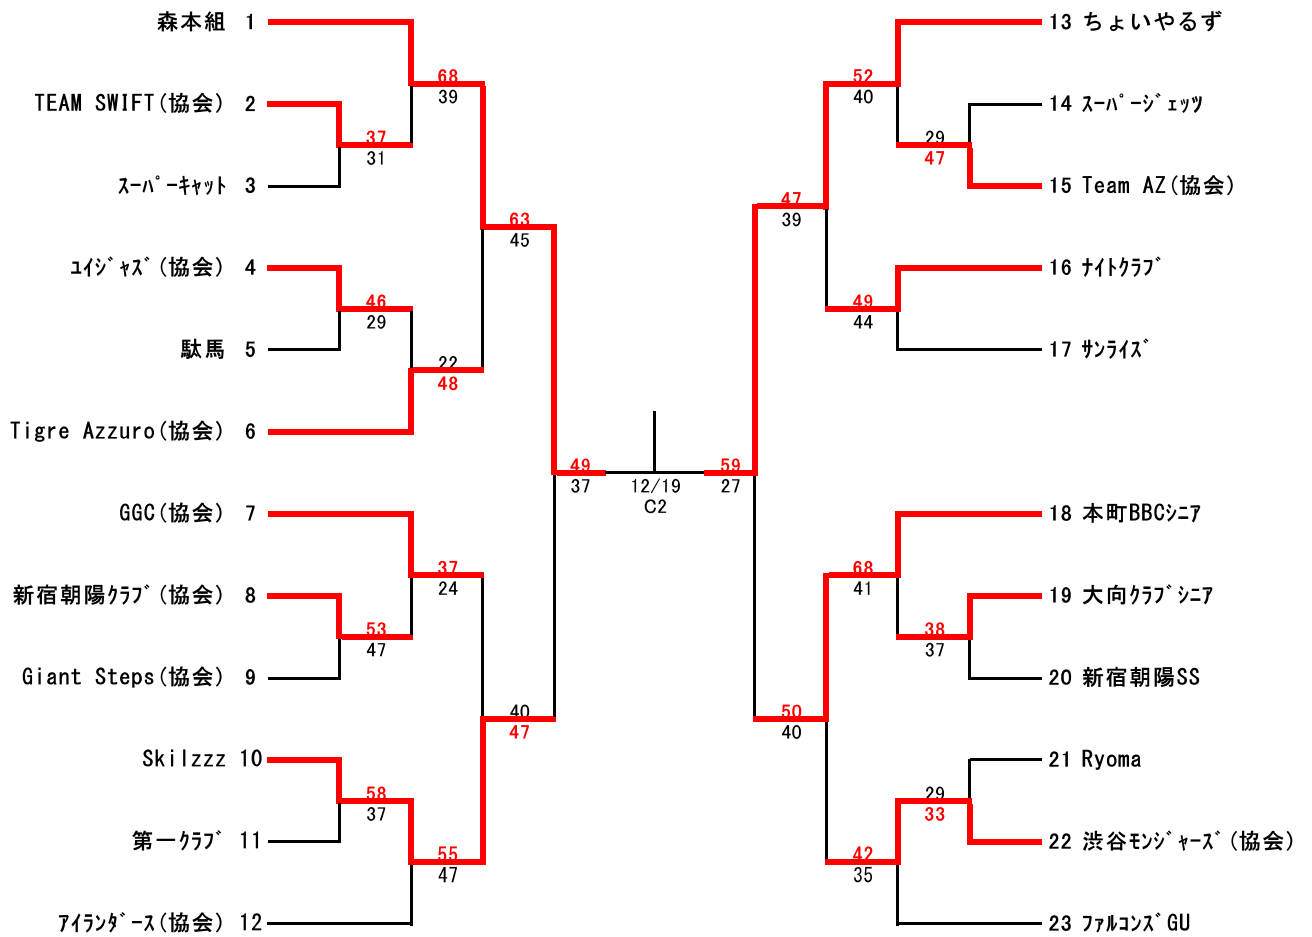 森本組 1
68
39
TEAM SWIFT(協会) 2
37
31
ｽｰﾊﾟｰｷｬｯﾄ 3
63
45
ﾕｲｼﾞｬｽﾞ(協会) 4
46
29
駄馬 5
22
48
Tigre Azzuro(協会) 6
49
37
GGC(協会) 7
37
24
新宿朝陽ｸﾗﾌﾞ(協会) 8
53
47
Giant Steps(協会) 9
40
47
Skilzzz 10
58
37
第一ｸﾗﾌﾞ 11
55
47
ｱｲﾗﾝﾀﾞｰｽ(協会) 12
12/19
C2
13 ちょいやるず
52
40
14 ｽｰﾊﾟｰｼﾞｪｯﾂ
29
47
15 Team AZ(協会)
47
39
16 ﾅｲﾄｸﾗﾌﾞ
49
44
17 ｻﾝﾗｲｽﾞ
59
27
18 本町BBCｼﾆｱ
68
41
19 大向ｸﾗﾌﾞｼﾆｱ
38
37
20 新宿朝陽SS
50
40
21 Ryoma
29
33
22 渋谷ﾓﾝｼﾞｬｰｽﾞ(協会)
42
35
23 ﾌｧﾙｺﾝｽﾞGU